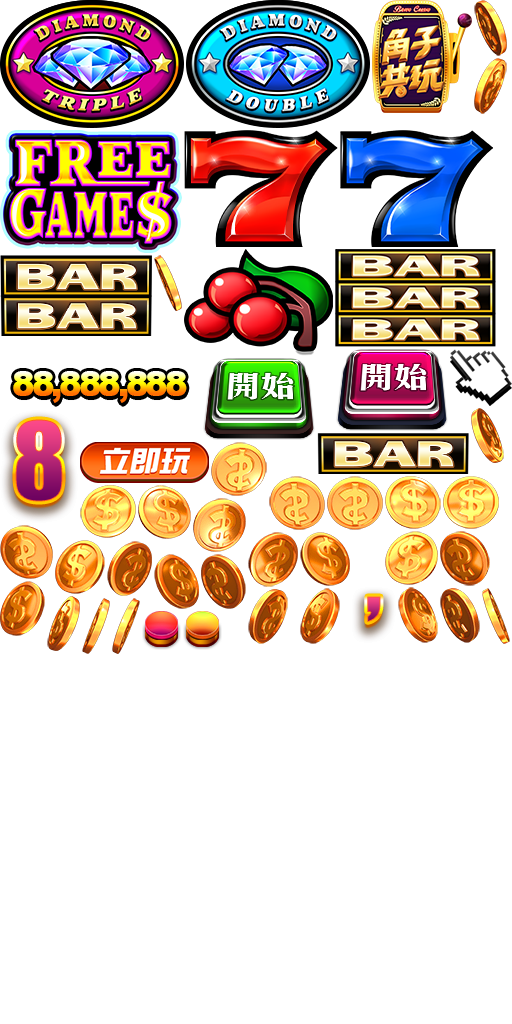 DIAMOND
TRIPLE
DIAMOND
DOUBLE
角子
共玩
FREE
GAME$
7
7
BAR
BAR
BAR
BAR
BAR
88,888,888
開始
開始
8
立即玩
BAR
,